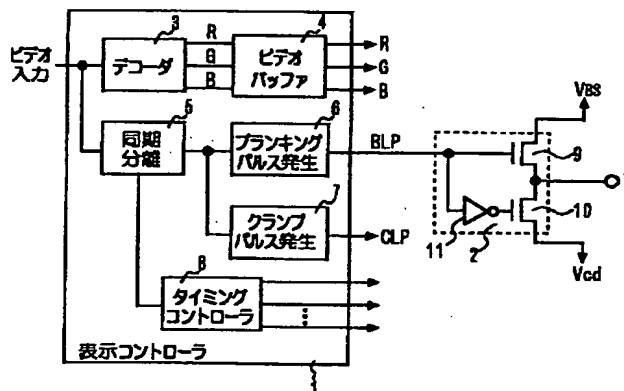 3
4
R
R
ビデオ
入力
デコーダ
G
ビデオ
バッファ
G
B
B
5
6
同期
分離
ブランキング
パルス発生
BLP
VBS
9
7
クランプ
パルス発生
CLP
11
2
10
Vcd
8
タイミング
コントローラ
表示コントローラ
1